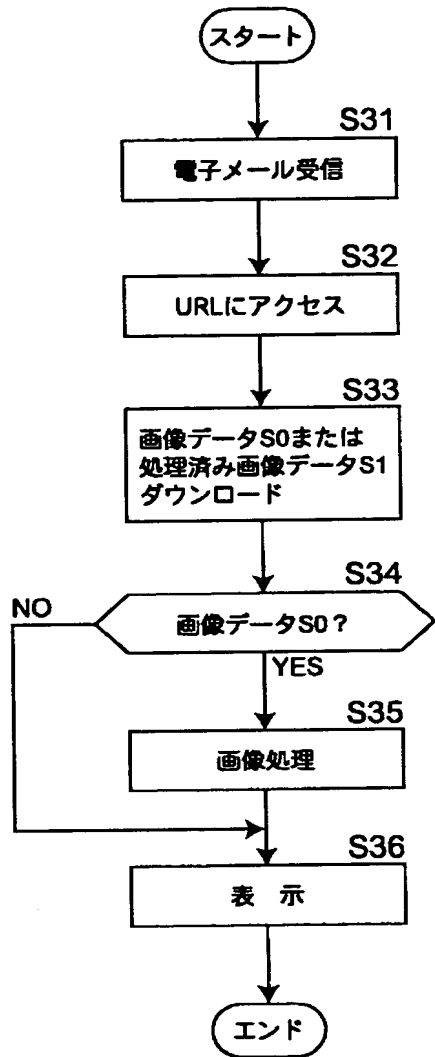 スタート
S31
電子メール受信
S32
URLにアクセス
S33
画像データS0または
処理済み画像データS1
ダウンロード
S34
画像データS0?
NO
YES
S35
画像処理
S36
表 示
エンド